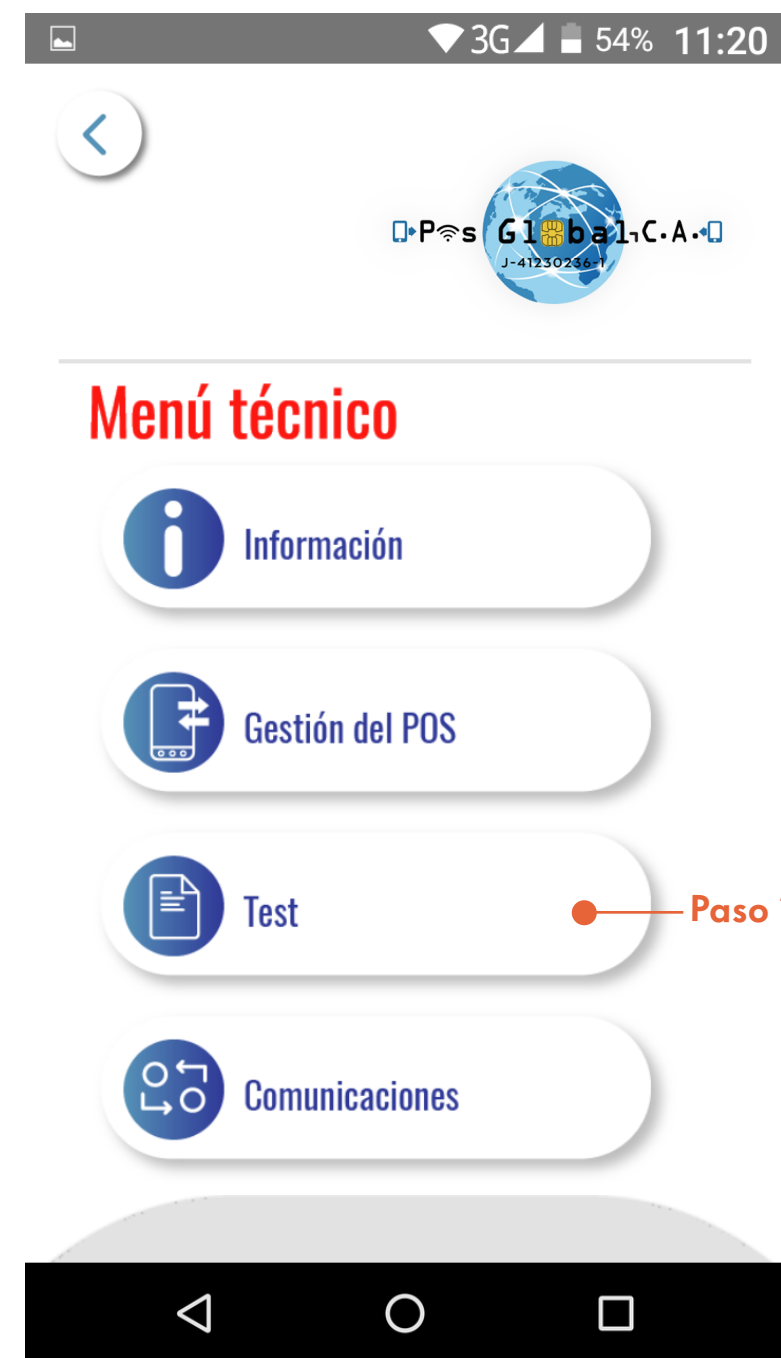 3G 54% 11:20
Pos Global, C.A.
J-41230236-1
Menú técnico
Información
Gestión del POS
Test
Paso
Comunicaciones